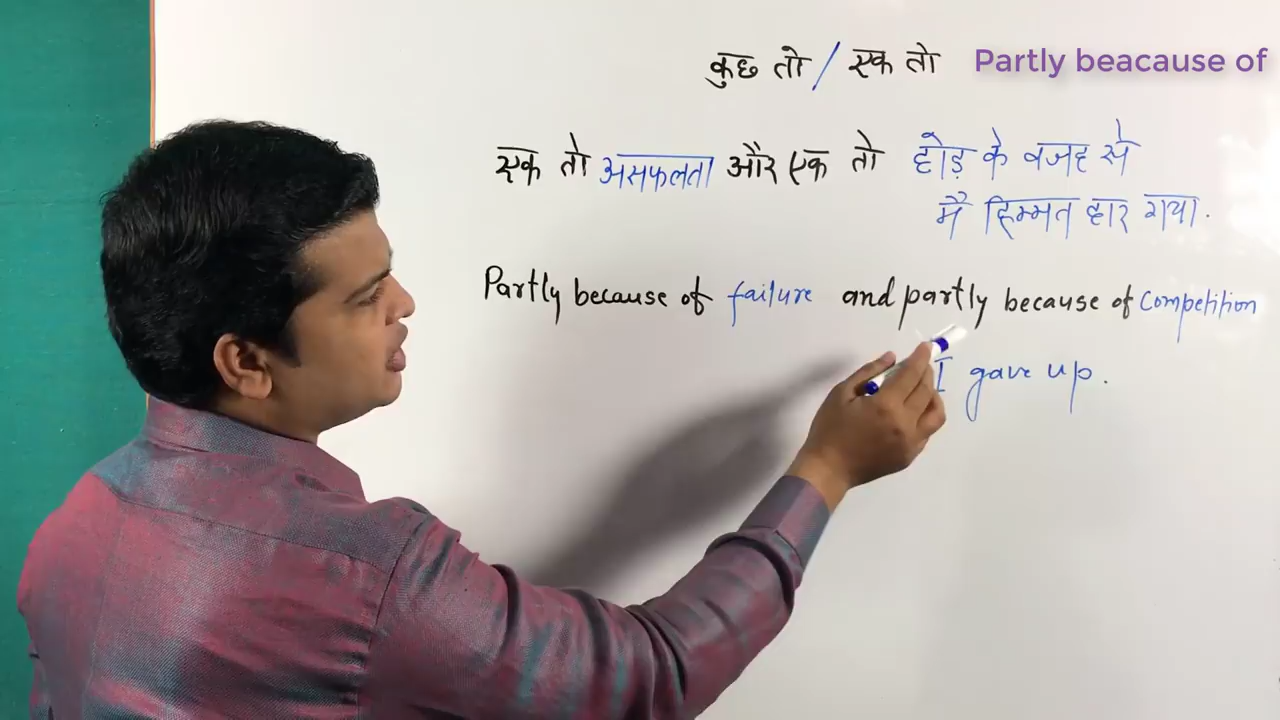 कुछ तो / एक तो Partly beacause of
एक तो असफलता और एक तो होड़ के वजह से
मै हिम्मत हार गया.
Partly because of failure and partly because of competition
I gave up.